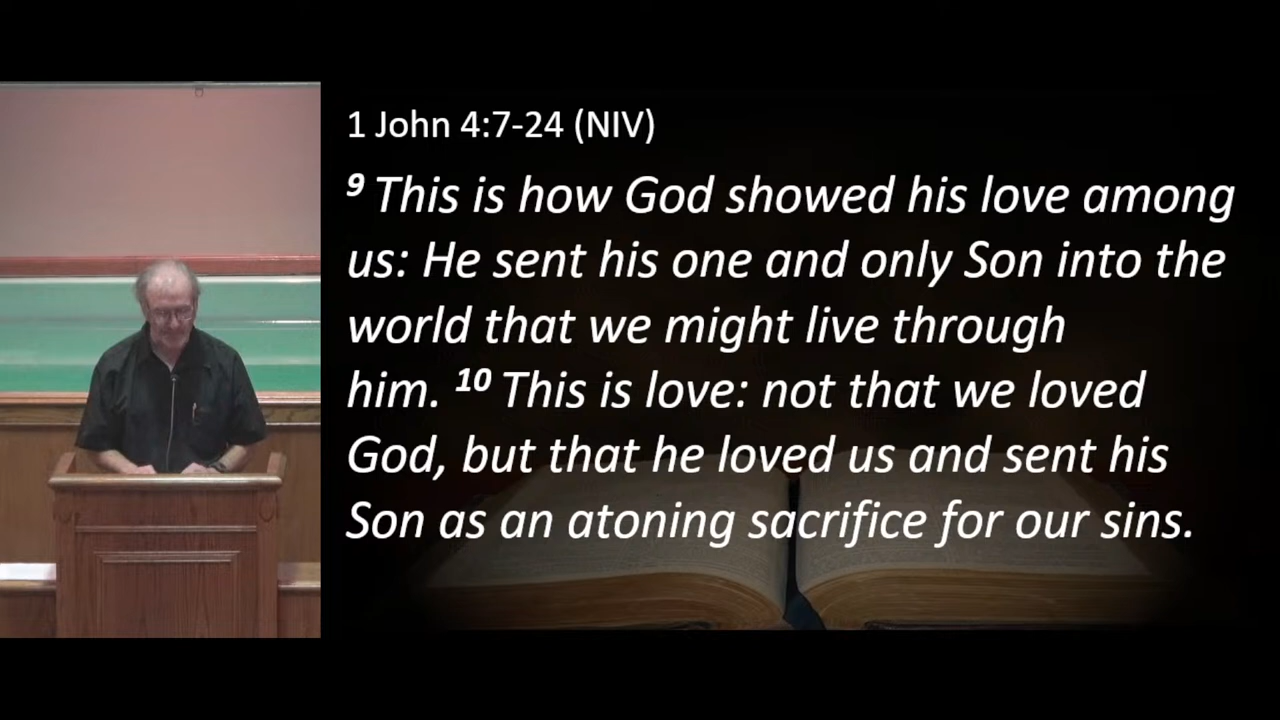 1 John 4:7-24 (NIV)
9 This is how God showed his love among
us: He sent his one and only Son into the
world that we might live through
him. 10 This is love: not that we loved
God, but that he loved us and sent his
Son as an atoning sacrifice for our sins.